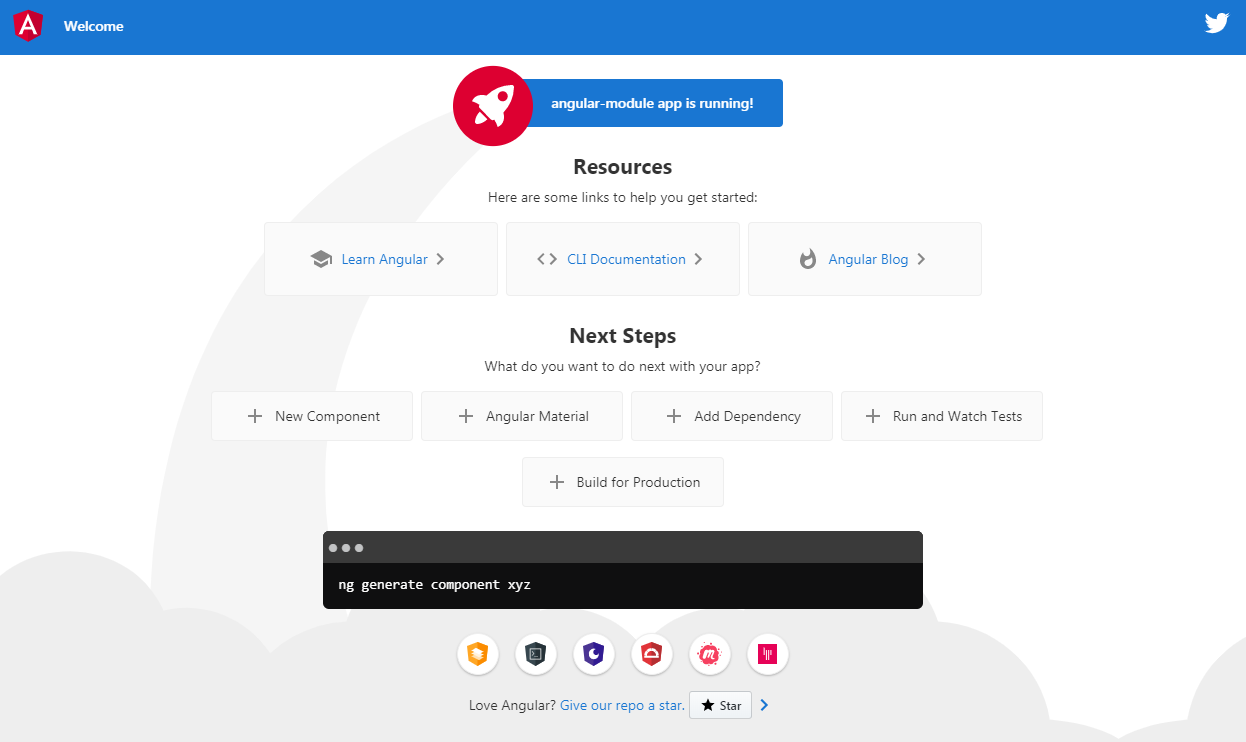 Welcome
angular-module app is running!
Resources
Here are some links to help you get started:
Learn Angular
CLI Documentation
Angular Blog
Next Steps
What do you want to do next with your app?
New Component
Angular Material
Add Dependency
Run and Watch Tests
Build for Production
ng generate component xyz
Love Angular? Give our repo a star. Star